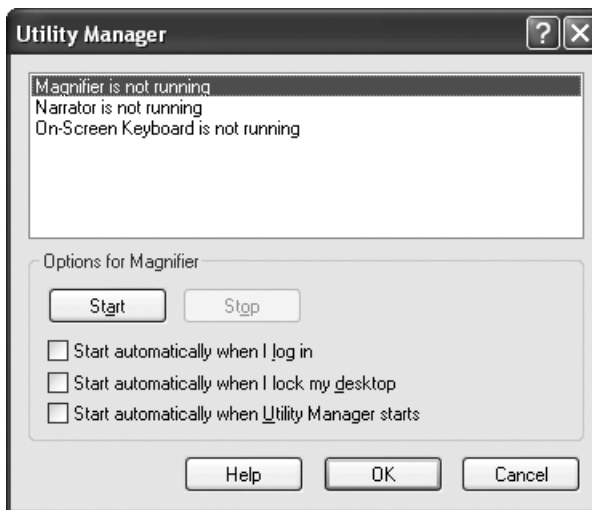 Utility Manager
Magnifier is not running
Narrator is not running
On-Screen Keyboard is not running
Options for Magnifier
Start Stop
Start automatically when I log in
Start automatically when I lock my desktop
Start automatically when Utility Manager starts
Help OK Cancel